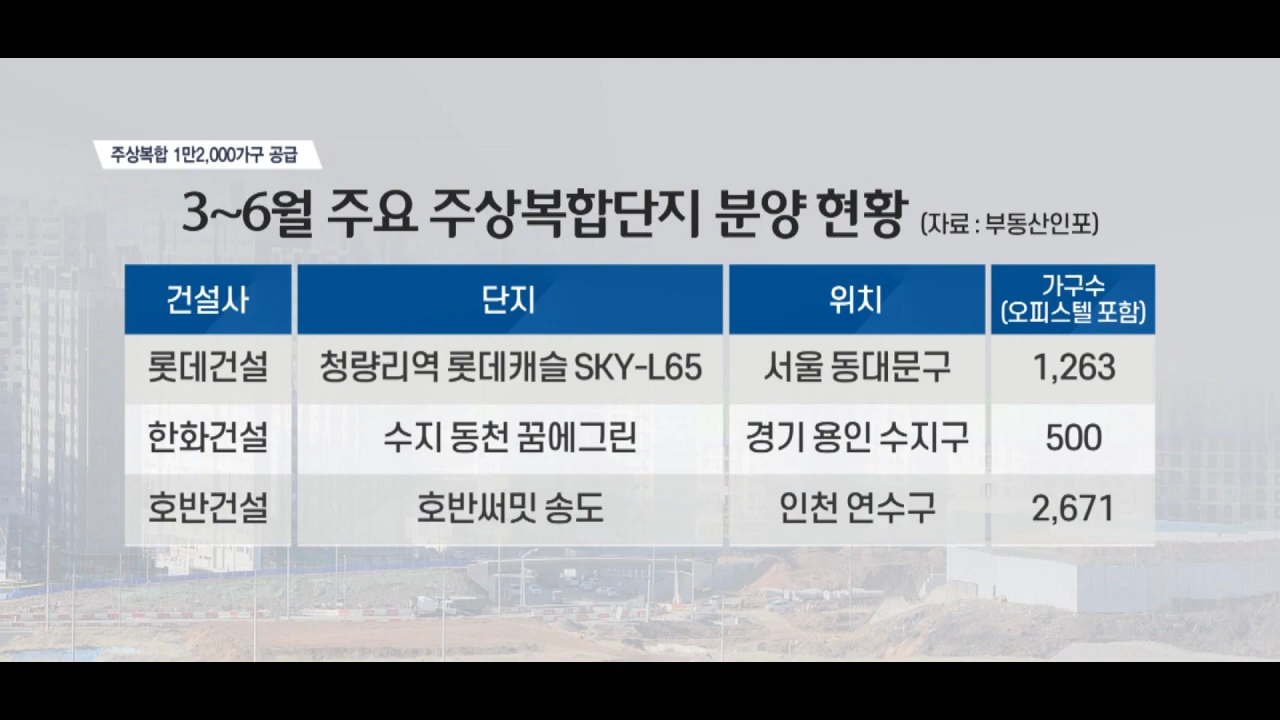 주상복합 1만2,000가구 공급
3~6월 주요 주상복합단지 분양 현황 (자료 : 부동산인포)
건설사 단지 위치 가구수
(오피스텔 포함)
롯데건설 청량리역 롯데캐슬 SKY-L65 서울 동대문구 1,263
한화건설 수지 동천 꿈에그린 경기 용인 수지구 500
호반건설 호반써밋 송도 인천 연수구 2,671